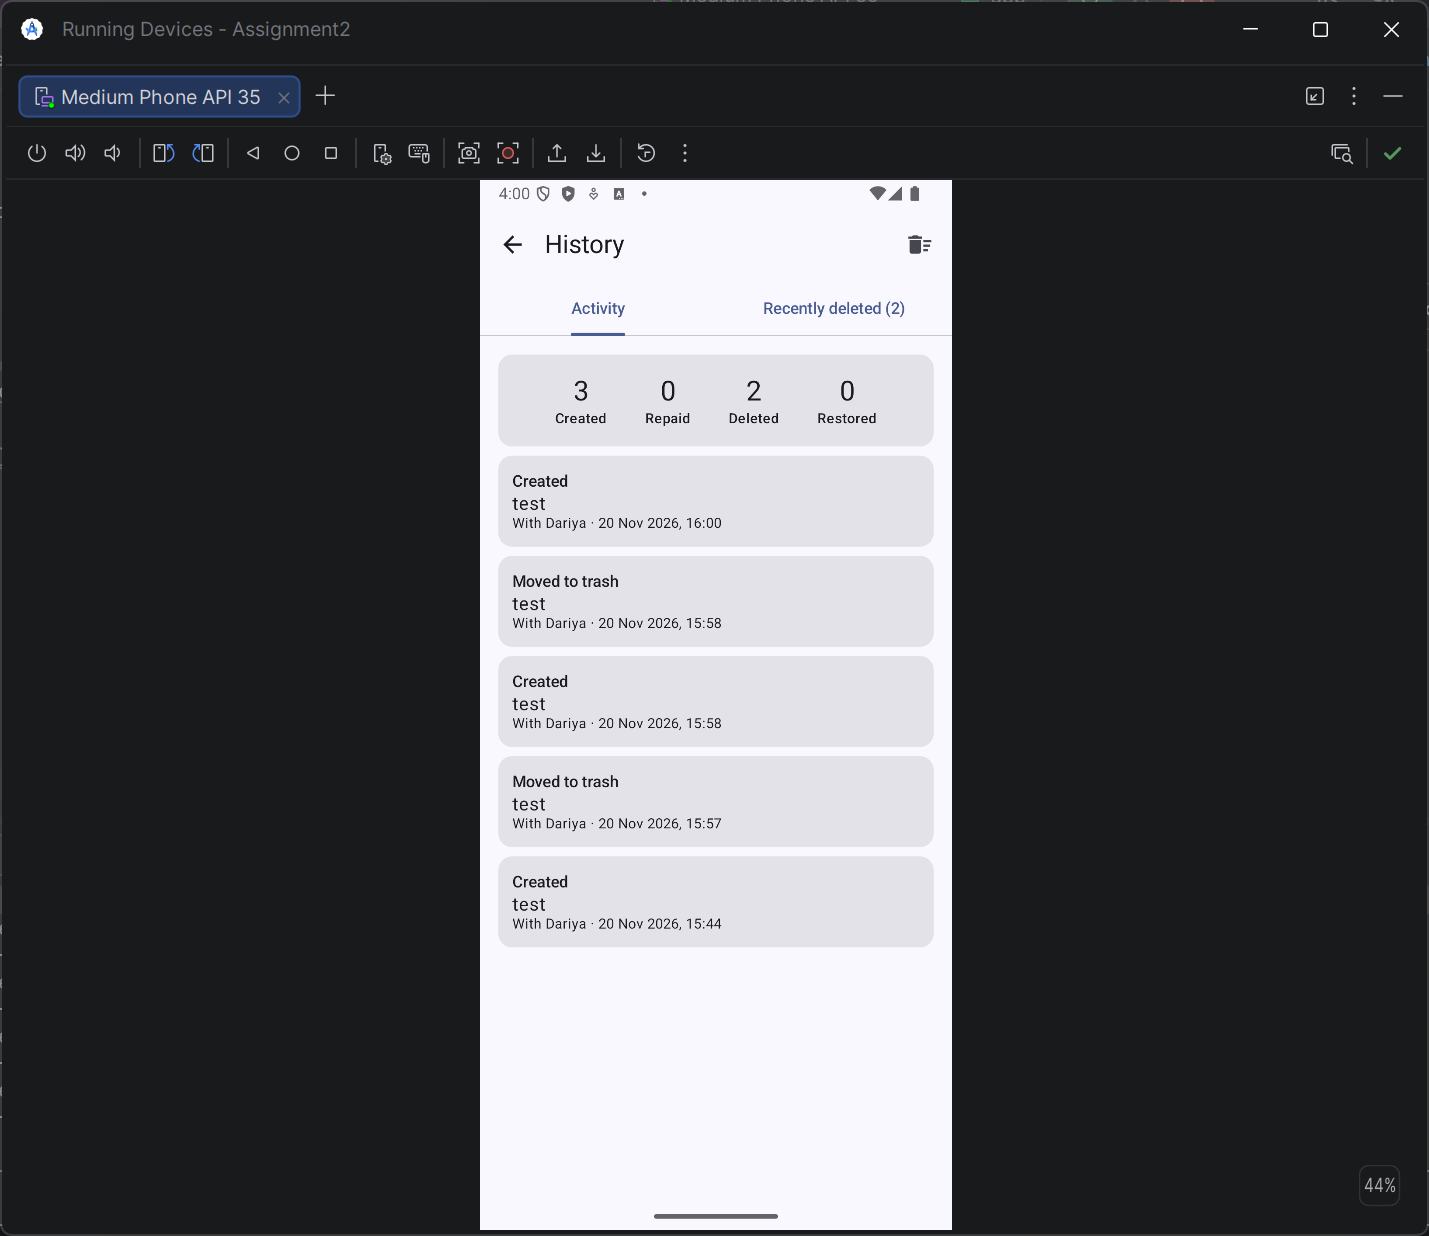 Running Devices - Assignment2
Medium Phone API 35
4:00
History
Activity
Recently deleted (2)
3
0
2
0
Created
Repaid
Deleted
Restored
Created
test
With Dariya · 20 Nov 2026, 16:00
Moved to trash
test
With Dariya · 20 Nov 2026, 15:58
Created
test
With Dariya · 20 Nov 2026, 15:58
Moved to trash
test
With Dariya · 20 Nov 2026, 15:57
Created
test
With Dariya · 20 Nov 2026, 15:44
44%